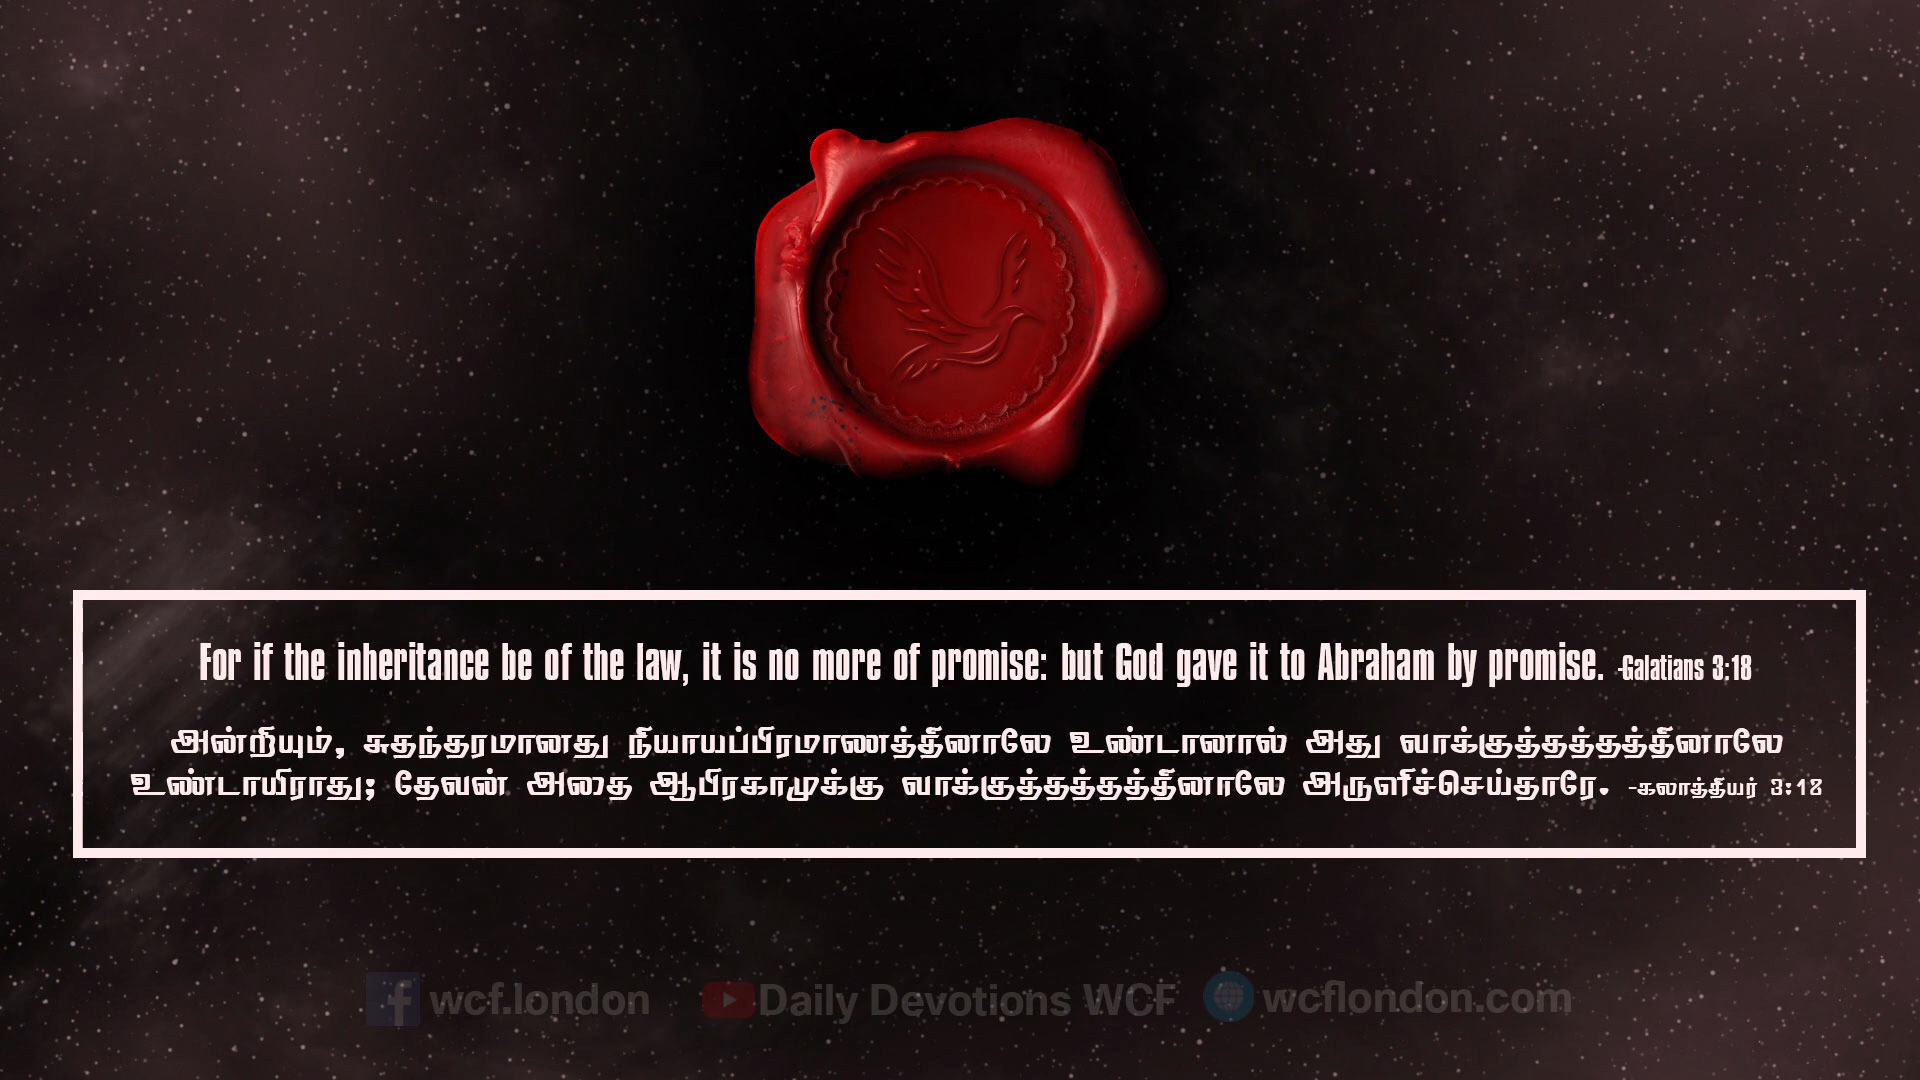 For if the inheritance be of the law, it is no more of promise: but God gave it to Abraham by promise. -Galatians 3:18
அன்றியும், சுதந்தரமானது நியாயப்பிரமாணத்தினாலே உண்டானால் அது வாக்குத்தத்தத்தினாலே
உண்டாயிராது; தேவன் அதை ஆபிரகாமுக்கு வாக்குத்தத்தத்தினாலே அருளிச்செய்தாரே. -கலாத்தியர் 3:18
wcf.london Daily Devotions WCF wcflondon.com